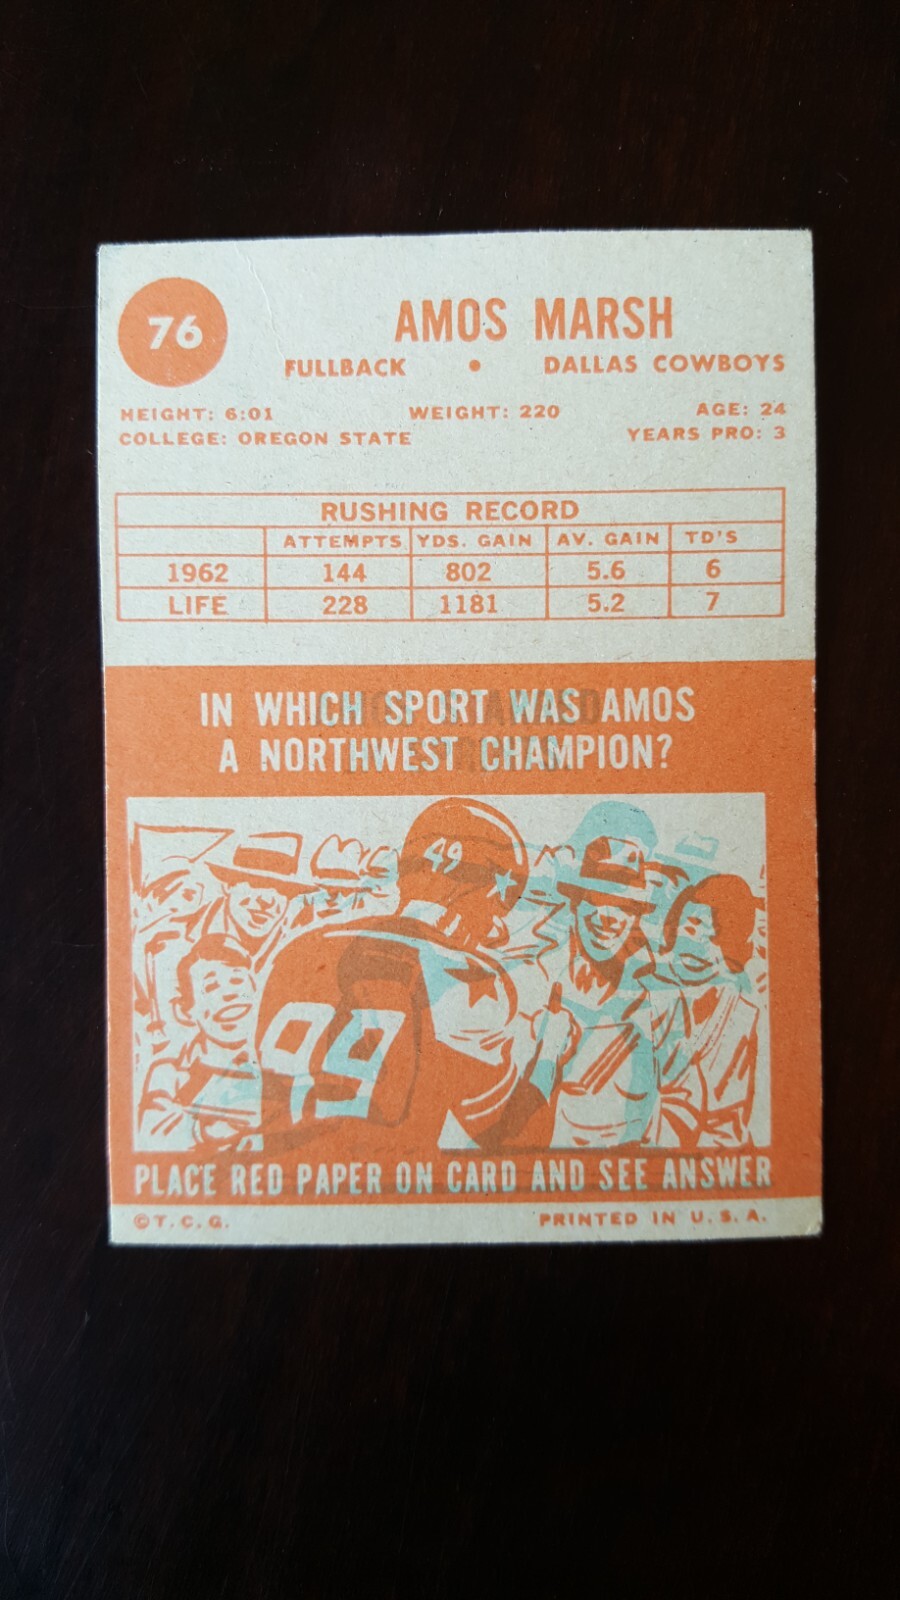 76
AMOS MARSH
FULLBACK • DALLAS COWBOYS
HEIGHT: 6:01 WEIGHT: 220 AGE: 24
COLLEGE: OREGON STATE YEARS PRO: 3
RUSHING RECORD
ATTEMPTS YDS. GAIN AV. GAIN TD'S
1962 144 802 5.6 6
LIFE 228 1181 5.2 7
IN WHICH SPORT WAS AMOS
A NORTHWEST CHAMPION?
49
89
PLACE RED PAPER ON CARD AND SEE ANSWER
©T.C.G. PRINTED IN U.S.A.